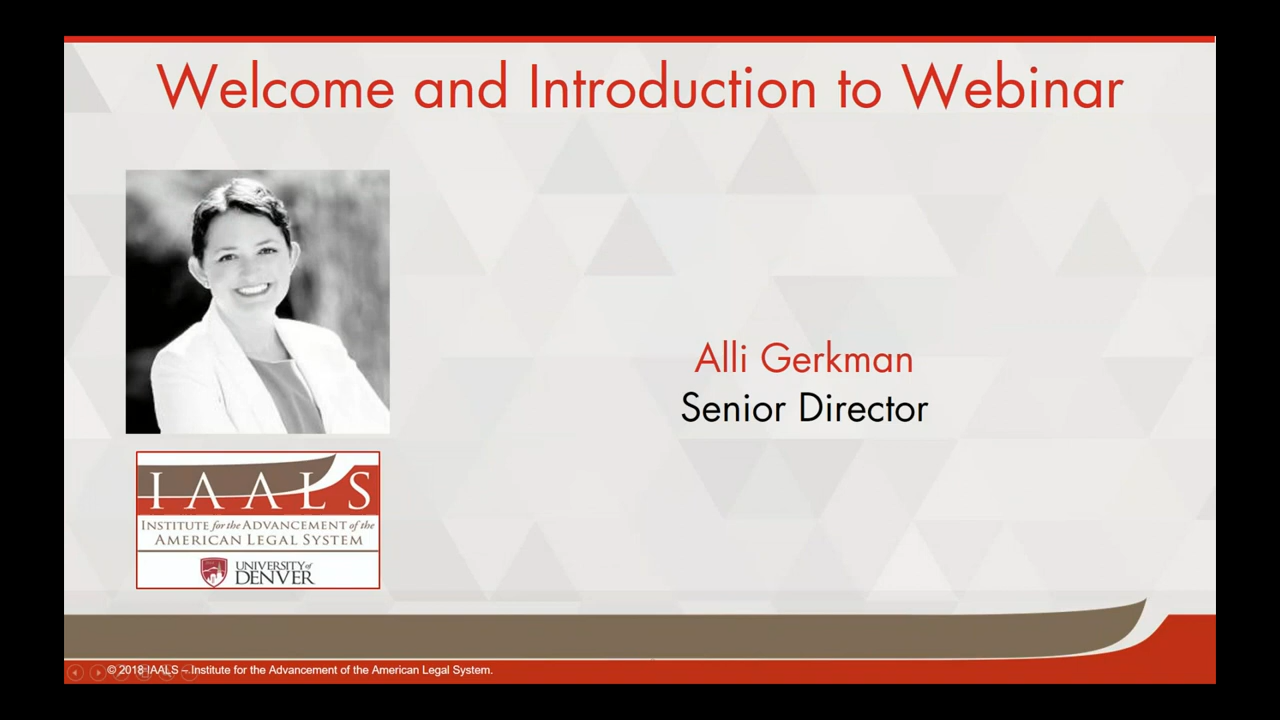 Welcome and Introduction to Webinar
Alli Gerkman
Senior Director
IAALS
INSTITUTE for the ADVANCEMENT of the
AMERICAN LEGAL SYSTEM
UNIVERSITY of
DENVER
© 2018 IAALS – Institute for the Advancement of the American Legal System.